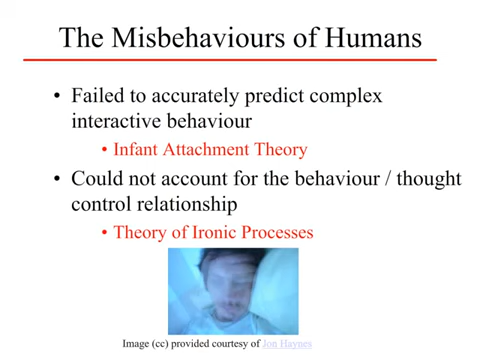 The Misbehaviours of Humans
• Failed to accurately predict complex
interactive behaviour
• Infant Attachment Theory
• Could not account for the behaviour / thought
control relationship
• Theory of Ironic Processes
Image (cc) provided courtesy of Jon Haynes